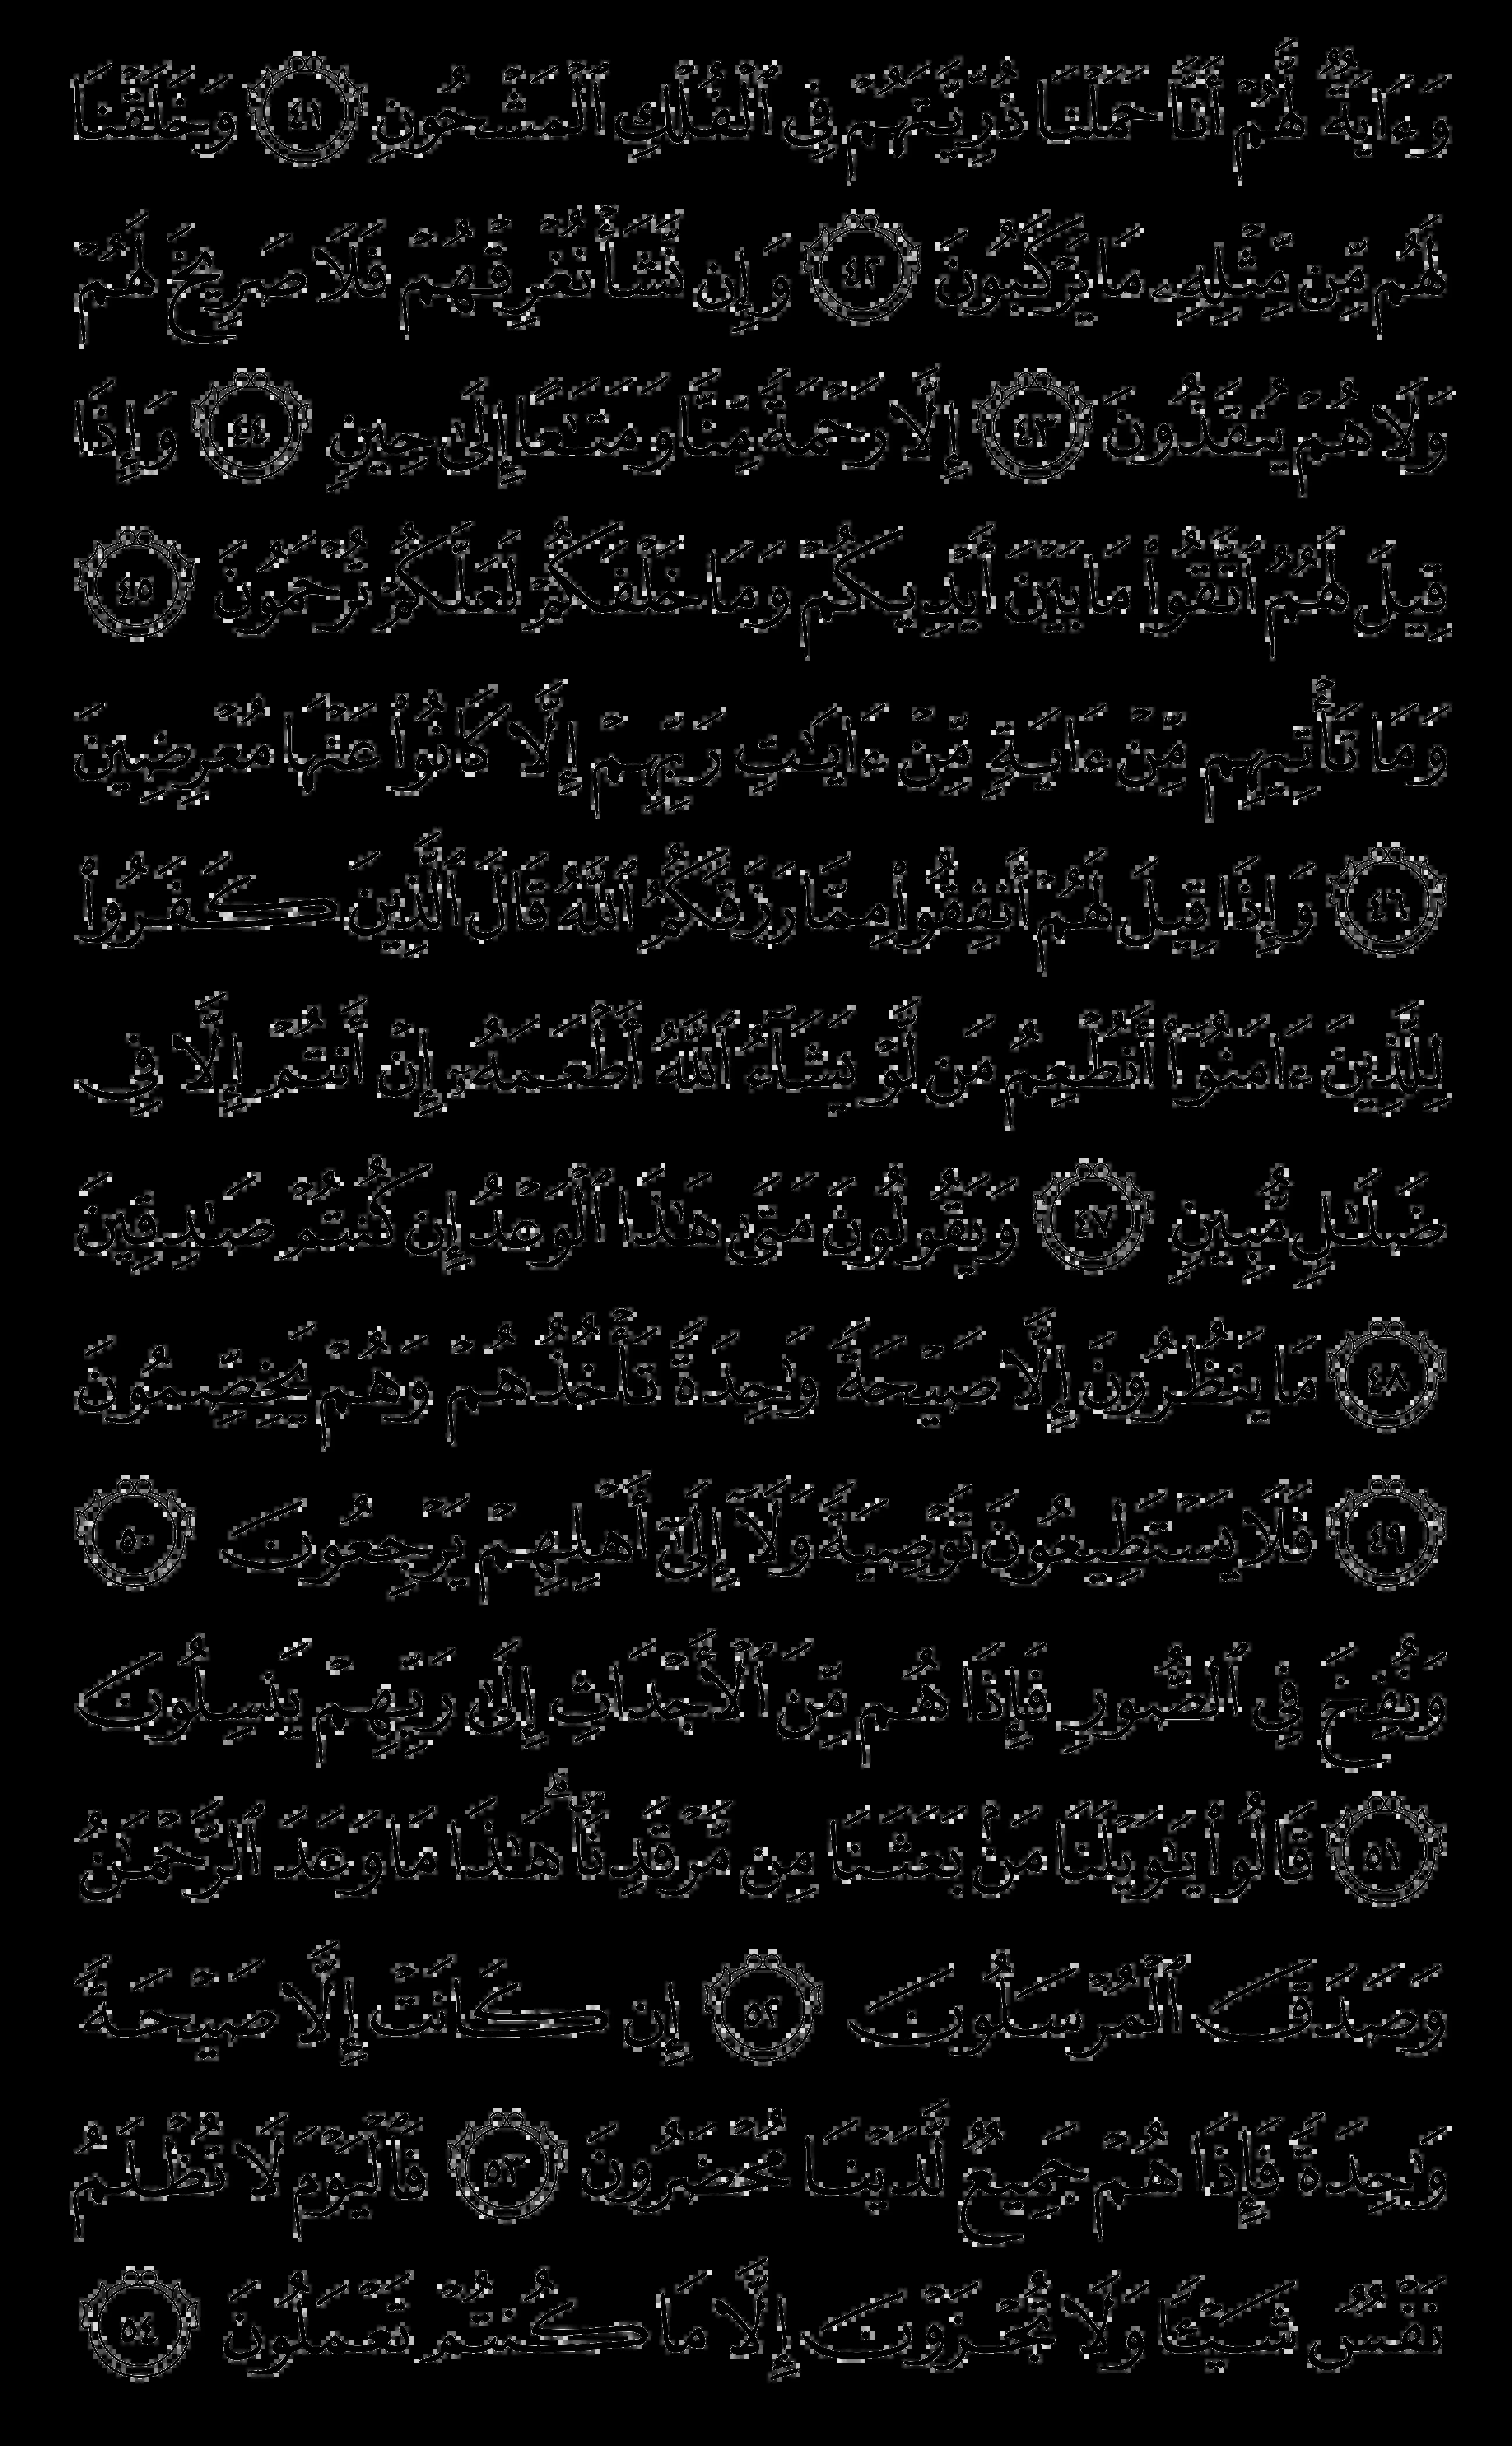 وَءَايَةٌ لَّهُمْ أَنَّا حَمَلْنَا ذُرِّيَّتَهُمْ فِى ٱلْفُلْكِ ٱلْمَشْحُونِ ٤١ وَخَلَقْنَا
لَهُم مِّن مِّثْلِهِۦ مَا يَرْكَبُونَ ٤٢ وَإِن نَّشَأْ نُغْرِقْهُمْ فَلَا صَرِيخَ لَهُمْ
وَلَا هُمْ يُنقَذُونَ ٤٣ إِلَّا رَحْمَةً مِّنَّا وَمَتَـٰعًا إِلَىٰ حِينٍ ٤٤ وَإِذَا
قِيلَ لَهُمُ ٱتَّقُوا۟ مَا بَيْنَ أَيْدِيكُمْ وَمَا خَلْفَكُمْ لَعَلَّكُمْ تُرْحَمُونَ ٤٥
وَمَا تَأْتِيهِم مِّنْ ءَايَةٍ مِّنْ ءَايَـٰتِ رَبِّهِمْ إِلَّا كَانُوا۟ عَنْهَا مُعْرِضِينَ
٤٦ وَإِذَا قِيلَ لَهُمْ أَنفِقُوا۟ مِمَّا رَزَقَكُمُ ٱللَّهُ قَالَ ٱلَّذِينَ كَفَرُوا۟
لِلَّذِينَ ءَامَنُوٓا۟ أَنُطْعِمُ مَن لَّوْ يَشَآءُ ٱللَّهُ أَطْعَمَهُۥٓ إِنْ أَنتُمْ إِلَّا فِى
ضَلَـٰلٍ مُّبِينٍ ٤٧ وَيَقُولُونَ مَتَىٰ هَـٰذَا ٱلْوَعْدُ إِن كُنتُمْ صَـٰدِقِينَ
٤٨ مَا يَنظُرُونَ إِلَّا صَيْحَةً وَٰحِدَةً تَأْخُذُهُمْ وَهُمْ يَخِصِّمُونَ
٤٩ فَلَا يَسْتَطِيعُونَ تَوْصِيَةً وَلَآ إِلَىٰٓ أَهْلِهِمْ يَرْجِعُونَ ٥٠
وَنُفِخَ فِى ٱلصُّورِ فَإِذَا هُم مِّنَ ٱلْأَجْدَاثِ إِلَىٰ رَبِّهِمْ يَنسِلُونَ
٥١ قَالُوا۟ يَـٰوَيْلَنَا مَنۢ بَعَثَنَا مِن مَّرْقَدِنَا ۜ ۗ هَـٰذَا مَا وَعَدَ ٱلرَّحْمَـٰنُ
وَصَدَقَ ٱلْمُرْسَلُونَ ٥٢ إِن كَانَتْ إِلَّا صَيْحَةً
وَٰحِدَةً فَإِذَا هُمْ جَمِيعٌ لَّدَيْنَا مُحْضَرُونَ ٥٣ فَٱلْيَوْمَ لَا تُظْلَمُ
نَفْسٌ شَيْـًٔا وَلَا تُجْزَوْنَ إِلَّا مَا كُنتُمْ تَعْمَلُونَ ٥٤